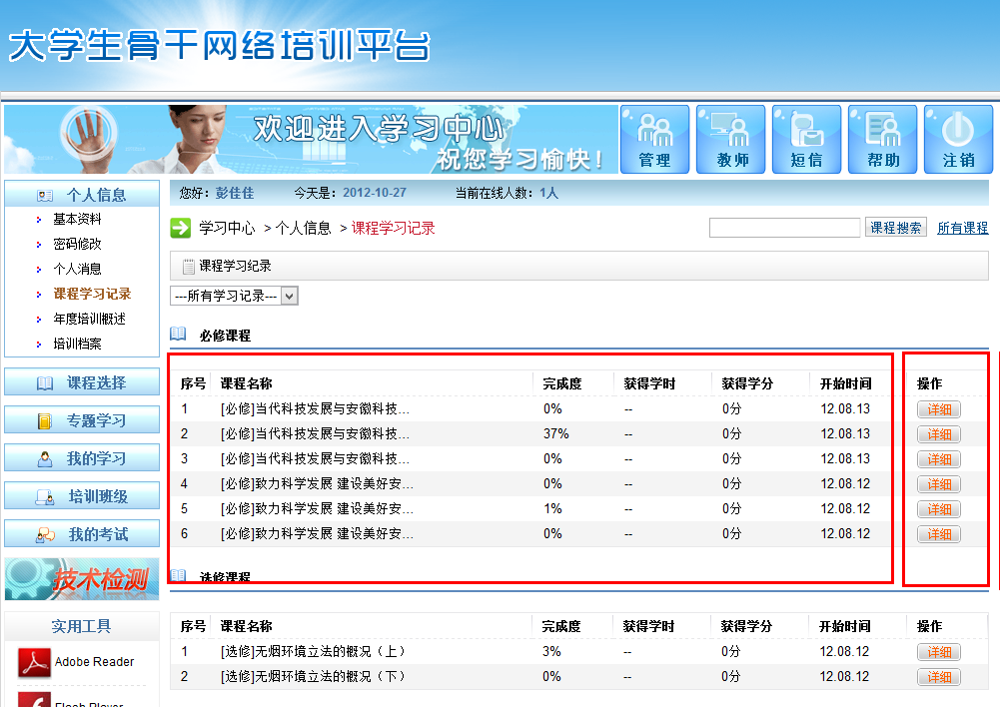 大学生骨干网络培训平台
欢迎进入学习中心
祝您学习愉快！
管理 教师 短信 帮助 注销
个人信息
基本资料
密码修改
个人消息
课程学习记录
年度培训概述
培训档案
课程选择
专题学习
我的学习
培训班级
我的考试
技术检测
实用工具
Adobe Reader
Flash Player
您好: 彭佳佳 今天是: 2012-10-27 当前在线人数: 1人
学习中心 > 个人信息 > 课程学习记录 课程搜索 所有课程
课程学习纪录
---所有学习记录---
必修课程
序号 课程名称 完成度 获得学时 获得学分 开始时间 操作
1 [必修]当代科技发展与安徽科技... 0% -- 0分 12.08.13 详细
2 [必修]当代科技发展与安徽科技... 37% -- 0分 12.08.13 详细
3 [必修]当代科技发展与安徽科技... 0% -- 0分 12.08.13 详细
4 [必修]致力科学发展 建设美好安... 0% -- 0分 12.08.12 详细
5 [必修]致力科学发展 建设美好安... 1% -- 0分 12.08.12 详细
6 [必修]致力科学发展 建设美好安... 0% -- 0分 12.08.12 详细
选修课程
序号 课程名称 完成度 获得学时 获得学分 开始时间 操作
1 [选修]无烟环境立法的概况（上） 3% -- 0分 12.08.12 详细
2 [选修]无烟环境立法的概况（下） 0% -- 0分 12.08.12 详细